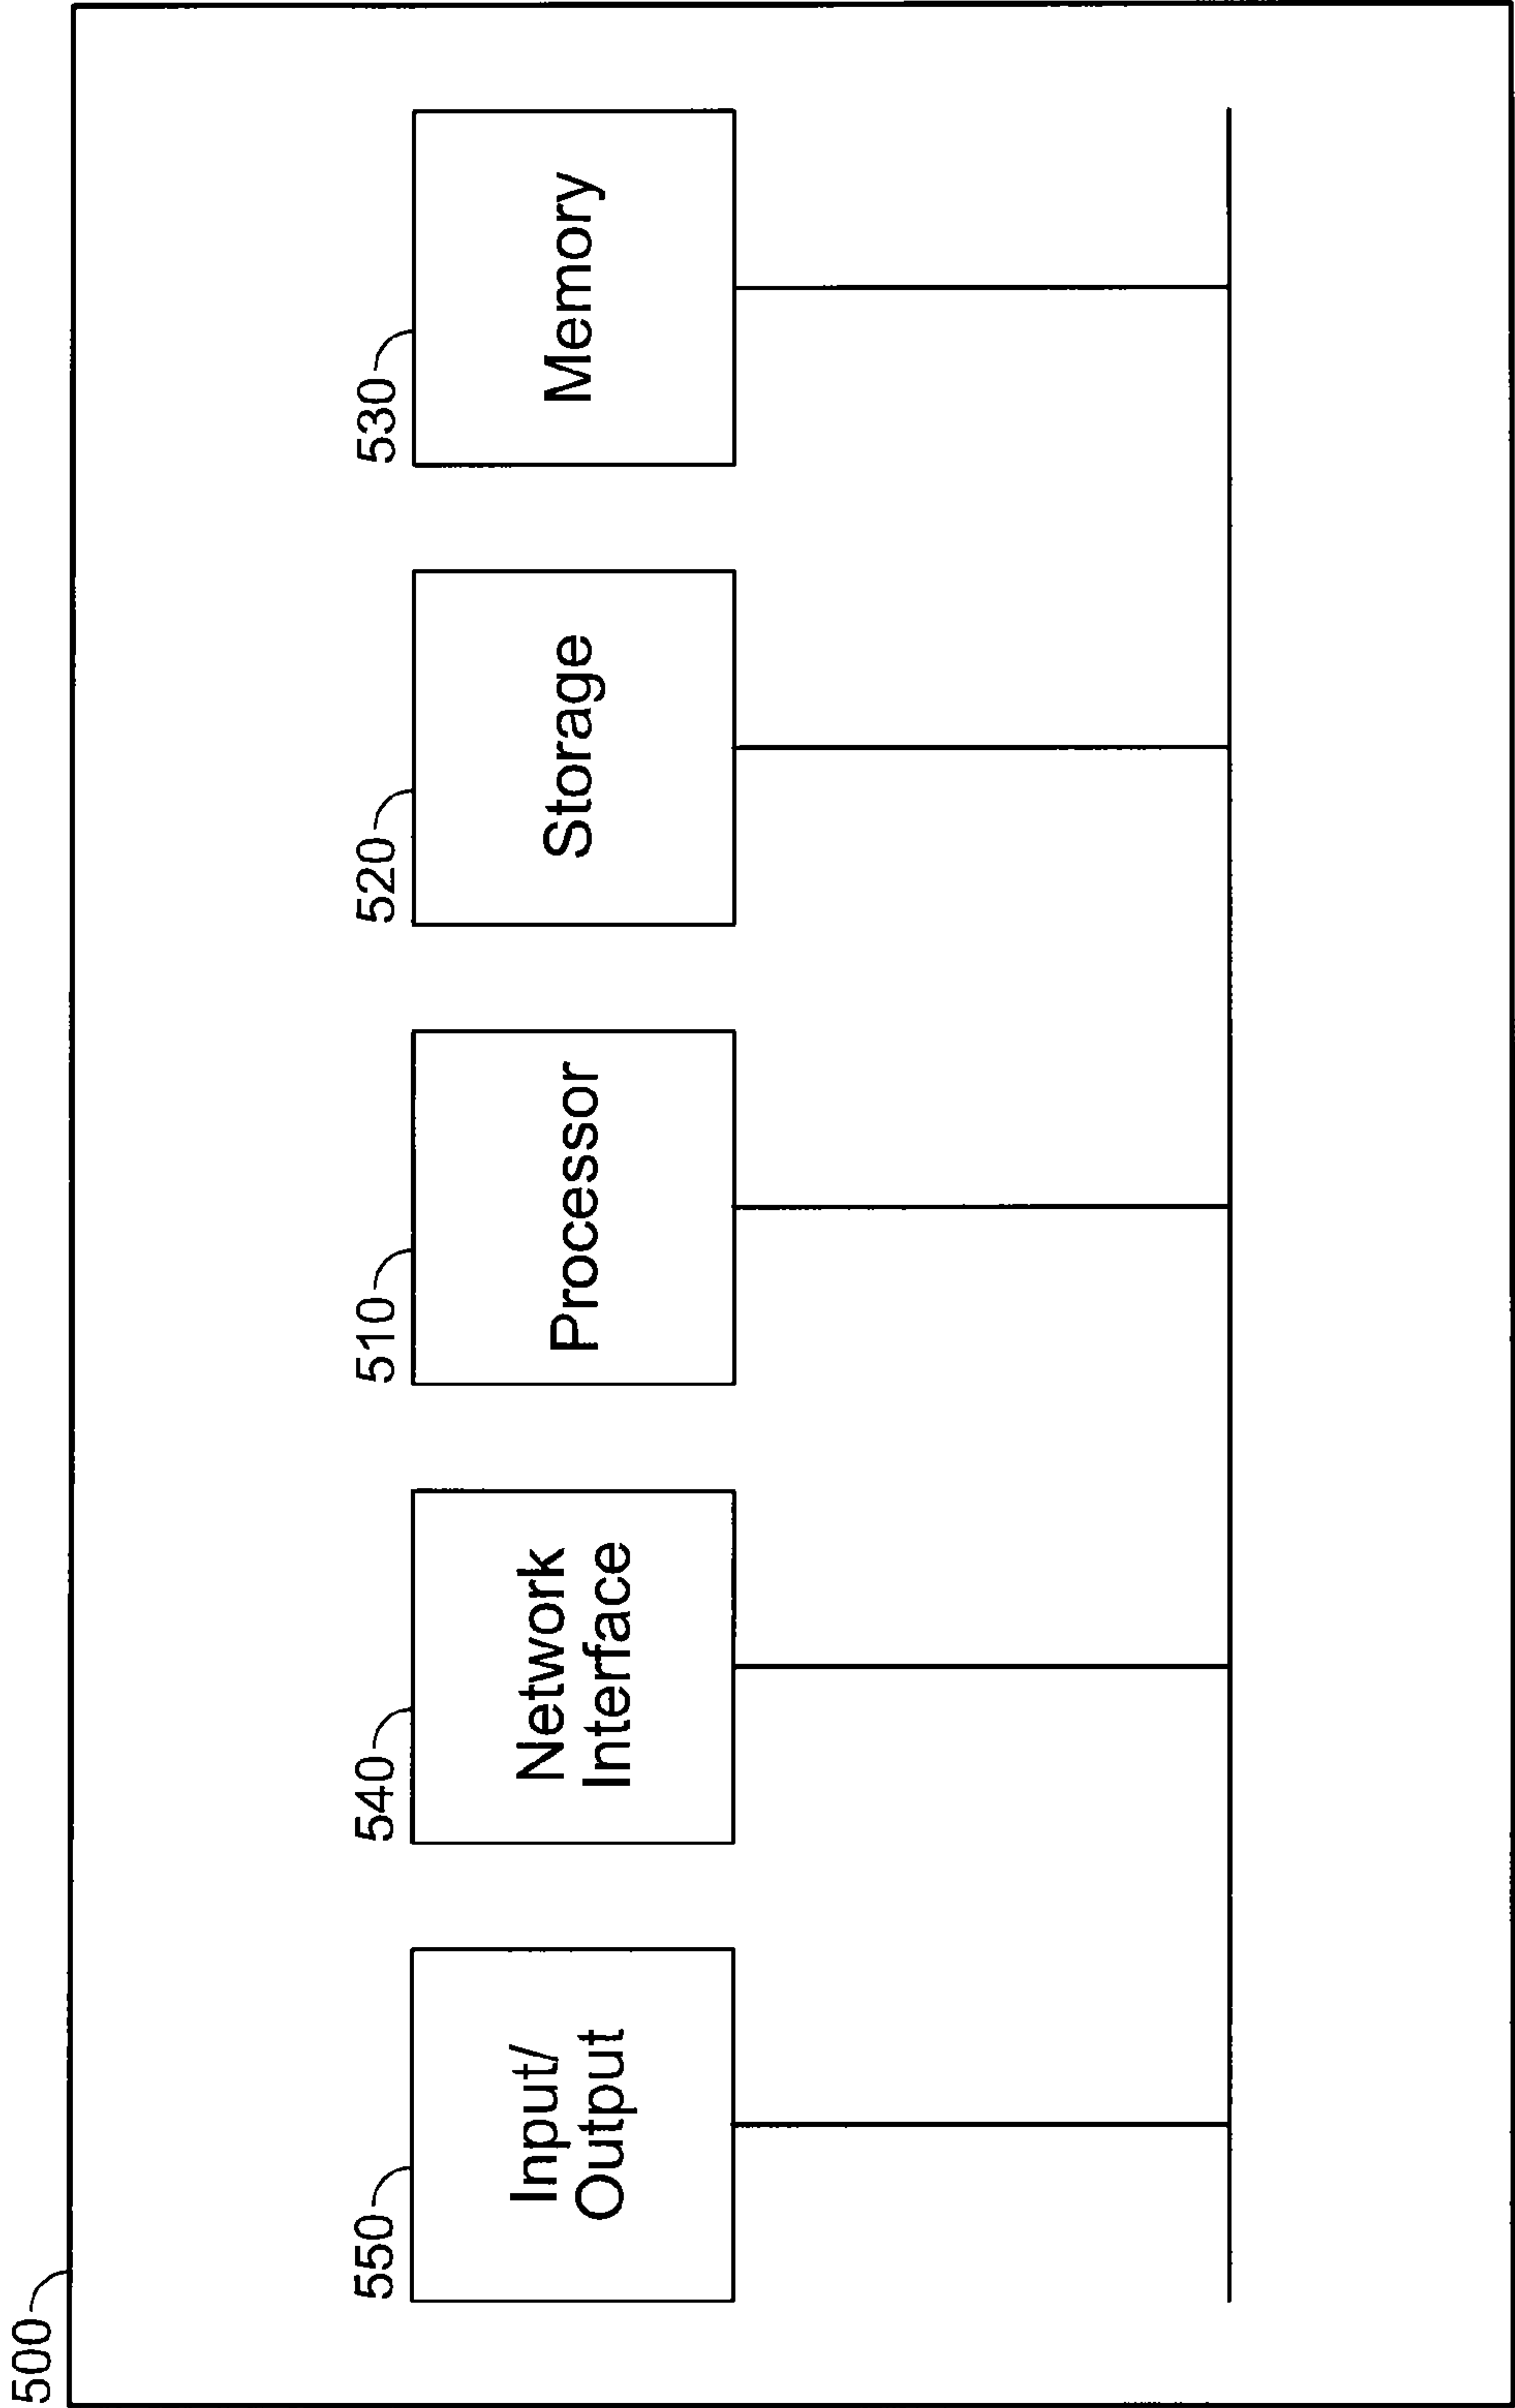 500
550
Input/
Output
540
Network
Interface
510
Processor
520
Storage
530
Memory